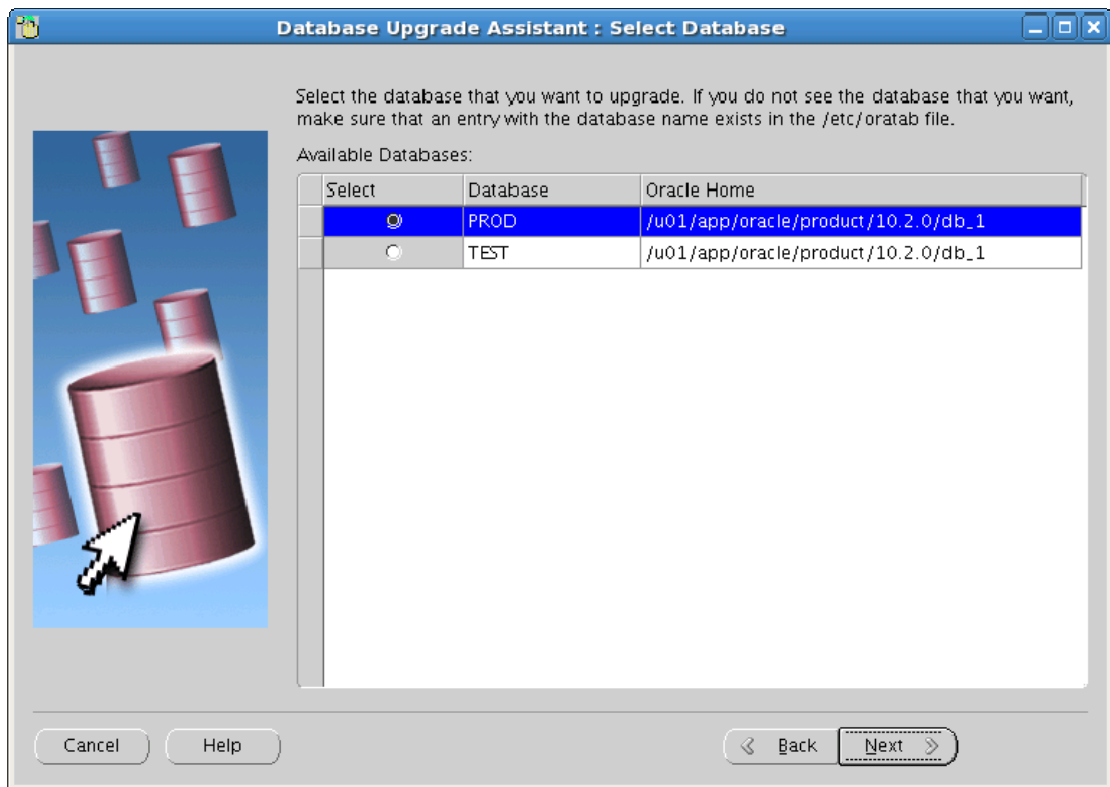 Database Upgrade Assistant : Select Database
Select the database that you want to upgrade. If you do not see the database that you want,
make sure that an entry with the database name exists in the /etc/oratab file.
Available Databases:
Select Database Oracle Home
PROD /u01/app/oracle/product/10.2.0/db_1
TEST /u01/app/oracle/product/10.2.0/db_1
Cancel Help Back Next